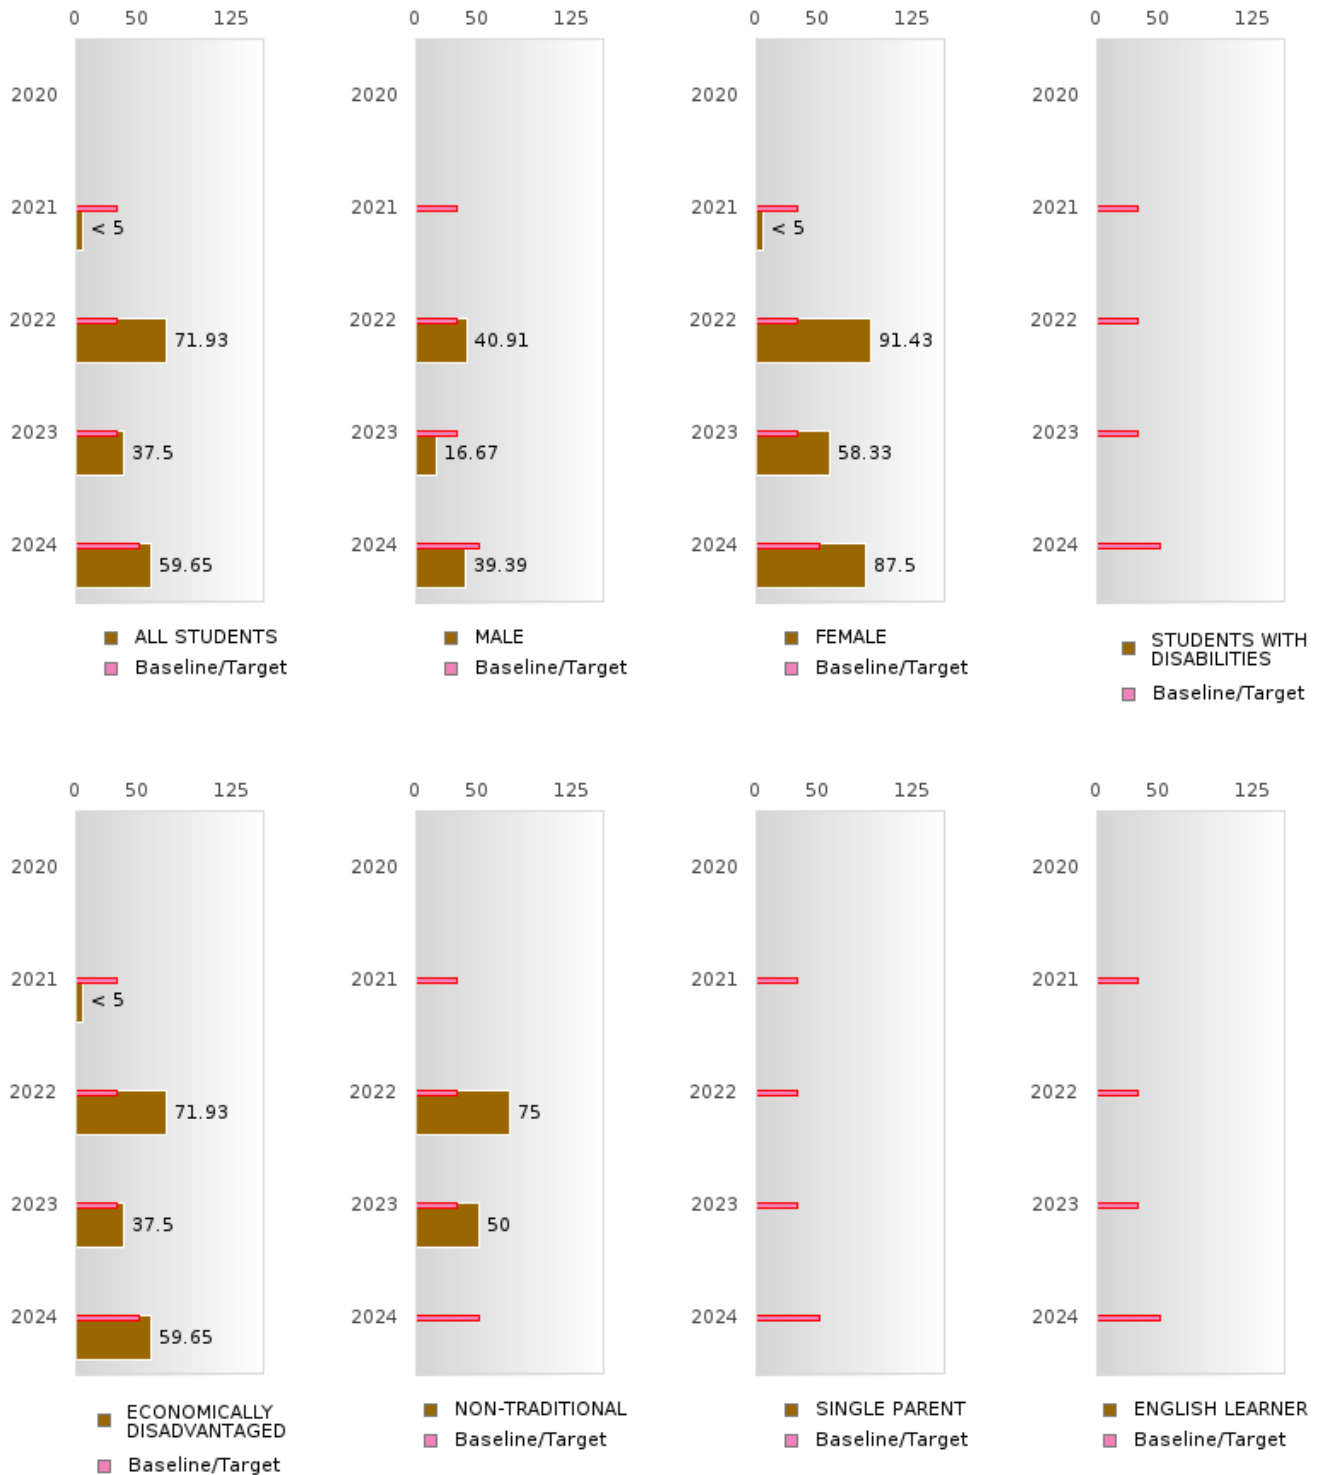 0 50 125 0 50 125 0 50 125 0 50 125
2020 2020 2020 2020
2021 < 5 2021 2021 < 5 2021
2022 71.93 2022 40.91 2022 91.43 2022
2023 37.5 2023 16.67 2023 58.33 2023
2024 59.65 2024 39.39 2024 87.5 2024
ALL STUDENTS MALE FEMALE STUDENTS WITH
DISABILITIES
Baseline/Target Baseline/Target Baseline/Target Baseline/Target
0 50 125 0 50 125 0 50 125 0 50 125
2020 2020 2020 2020
2021 < 5 2021 2021 2021
2022 71.93 2022 75 2022 2022
2023 37.5 2023 50 2023 2023
2024 59.65 2024 2024 2024
ECONOMICALLY NON-TRADITIONAL SINGLE PARENT ENGLISH LEARNER
DISADVANTAGED
Baseline/Target Baseline/Target Baseline/Target Baseline/Target